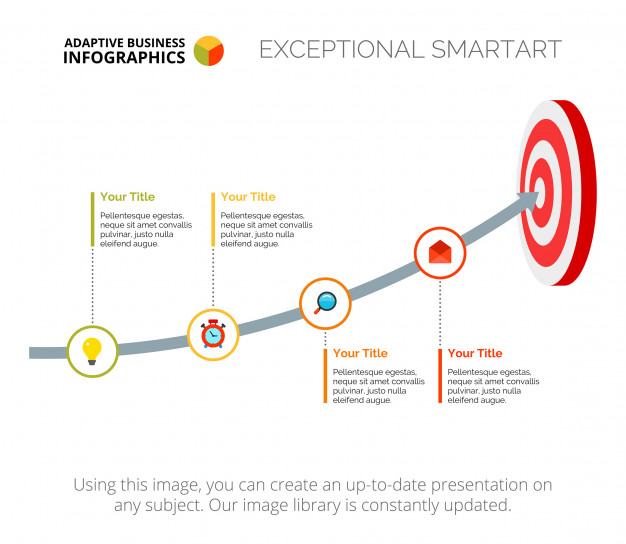 ADAPTIVE BUSINESS
INFOGRAPHICS
EXCEPTIONAL SMARTART
Your Title
Pellentesque egestas,
neque sit amet convallis
pulvinar, justo nulla
eleifend augue.
Your Title
Pellentesque egestas,
neque sit amet convallis
pulvinar, justo nulla
eleifend augue.
Your Title
Pellentesque egestas,
neque sit amet convallis
pulvinar, justo nulla
eleifend augue.
Your Title
Pellentesque egestas,
neque sit amet convallis
pulvinar, justo nulla
eleifend augue.
Using this image, you can create an up-to-date presentation on
any subject. Our image library is constantly updated.